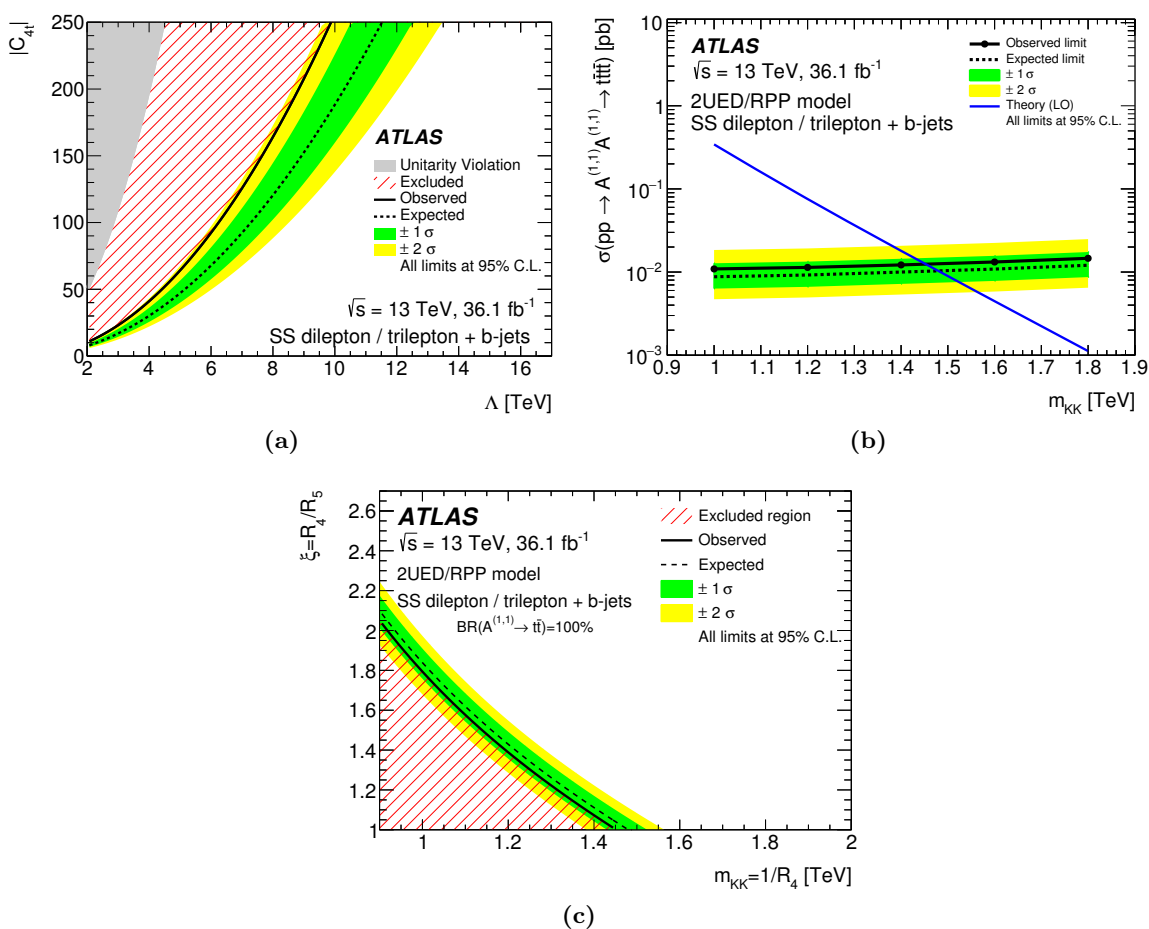 |C4t|
250
200
150
100
50
0
2 4 6 8 10 12 14 16
Λ [TeV]
ATLAS
Unitarity Violation
Excluded
Observed
Expected
± 1 σ
± 2 σ
All limits at 95% C.L.
√s = 13 TeV, 36.1 fb-1
SS dilepton / trilepton + b-jets
(a)
σ(pp → A(1,1)A(1,1) → tt̄tt̄) [pb]
10
1
10−1
10−2
10−3
0.9 1 1.1 1.2 1.3 1.4 1.5 1.6 1.7 1.8 1.9
mKK [TeV]
ATLAS
√s = 13 TeV, 36.1 fb-1
2UED/RPP model
SS dilepton / trilepton + b-jets
Observed limit
Expected limit
± 1 σ
± 2 σ
Theory (LO)
All limits at 95% C.L.
(b)
ξ=R4/R5
2.6
2.4
2.2
2
1.8
1.6
1.4
1.2
1
1 1.2 1.4 1.6 1.8 2
mKK=1/R4 [TeV]
ATLAS
√s = 13 TeV, 36.1 fb-1
2UED/RPP model
SS dilepton / trilepton + b-jets
BR(A(1,1)→ tt̄)=100%
Excluded region
Observed
Expected
± 1 σ
± 2 σ
All limits at 95% C.L.
(c)